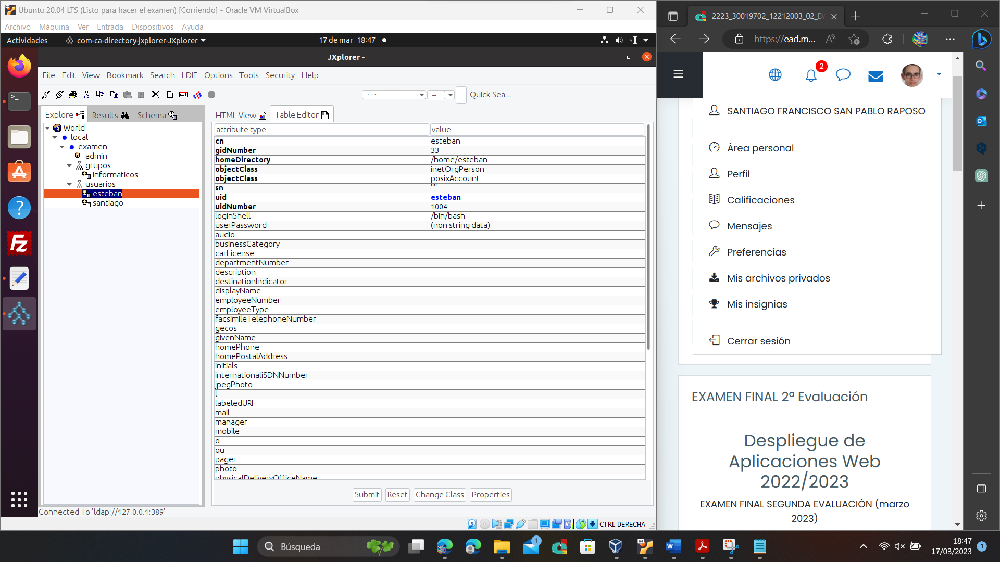 Ubuntu 20.04 LTS (Listo para hacer el examen) [Corriendo] - Oracle VM VirtualBox
Archivo Máquina Ver Entrada Dispositivos Ayuda
Actividades com-ca-directory-jxplorer-JXplorer 17 de mar 18:47
JXplorer -
File Edit View Bookmark Search LDIF Options Tools Security Help
= Quick Sea...
Explore Results Schema
World
local
examen
admin
grupos
informaticos
usuarios
esteban
santiago
HTML View Table Editor
attribute type value
cn esteban
gidNumber 33
homeDirectory /home/esteban
objectClass inetOrgPerson
objectClass posixAccount
sn ""
uid esteban
uidNumber 1004
loginShell /bin/bash
userPassword (non string data)
audio
businessCategory
carLicense
departmentNumber
description
destinationIndicator
displayName
employeeNumber
employeeType
facsimileTelephoneNumber
gecos
givenName
homePhone
homePostalAddress
initials
internationaliSDNNumber
jpegPhoto
l
labeledURI
mail
manager
mobile
o
ou
pager
photo
physicalDeliveryOfficeName
Submit Reset Change Class Properties
Connected To 'ldap://127.0.0.1:389'
CTRL DERECHA
2223_30019702_12212003_02_DA
https://ead.m...
2
SANTIAGO FRANCISCO SAN PABLO RAPOSO
Área personal
Perfil
Calificaciones
Mensajes
Preferencias
Mis archivos privados
Mis insignias
Cerrar sesión
EXAMEN FINAL 2ª Evaluación
Despliegue de
Aplicaciones Web
2022/2023
EXAMEN FINAL SEGUNDA EVALUACIÓN (marzo
2023)
Búsqueda
1
64
18:47
17/03/2023
1